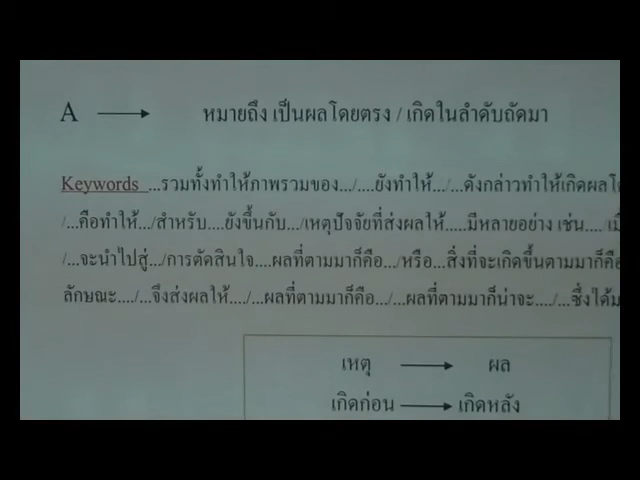 A → หมายถึง เป็นผลโดยตรง / เกิดในลำดับถัดมา
Keywords ...รวมทั้งทำให้ภาพรวมของ.../....ยังทำให้.../...ดังกล่าวทำให้เกิดผล
/...คือทำให้.../สำหรับ....ยังขึ้นกับ.../เหตุปัจจัยที่ส่งผลให้.....มีหลายอย่าง เช่น..../
/...จะนำไปสู่.../การตัดสินใจ....ผลที่ตามมาก็คือ.../หรือ...สิ่งที่จะเกิดขึ้นตามมาก็คือ
ลักษณะ..../...จึงส่งผลให้..../...ผลที่ตามมาก็คือ.../...ผลที่ตามมาก็น่าจะ..../...ซึ่งได้
เหตุ → ผล
เกิดก่อน → เกิดหลัง